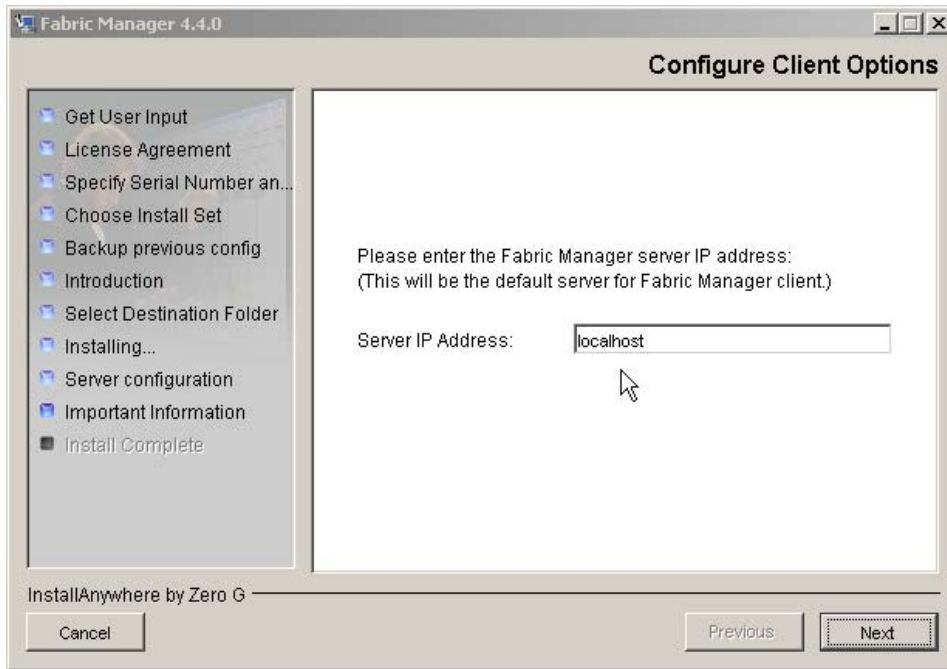 Fabric Manager 4.4.0
Configure Client Options
Get User Input
License Agreement
Specify Serial Number an...
Choose Install Set
Backup previous config
Introduction
Select Destination Folder
Installing...
Server configuration
Important Information
Install Complete
Please enter the Fabric Manager server IP address:
(This will be the default server for Fabric Manager client.)
Server IP Address: localhost
InstallAnywhere by Zero G
Cancel
Previous
Next